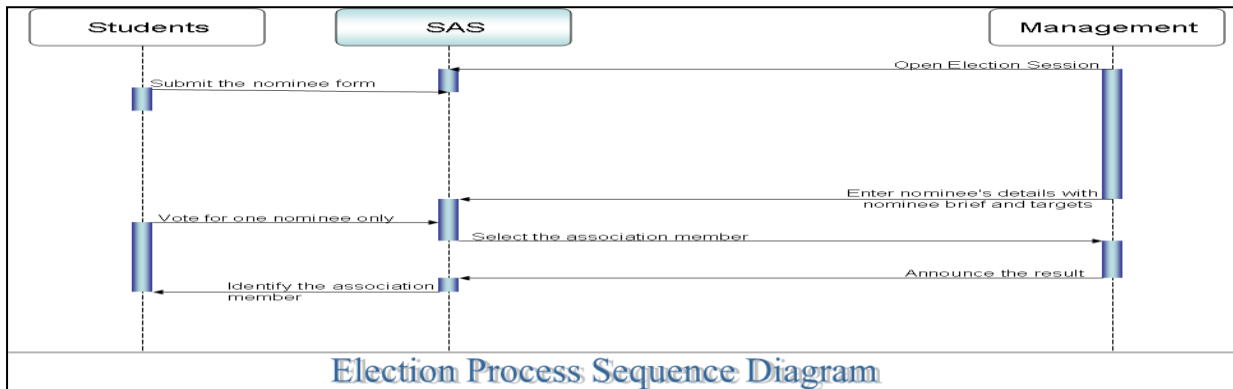 Students
SAS
Management
Open Election Session
Submit the nominee form
Enter nominee's details with
nominee brief and targets
Vote for one nominee only
Select the association member
Announce the result
Identify the association
member
Election Process Sequence Diagram